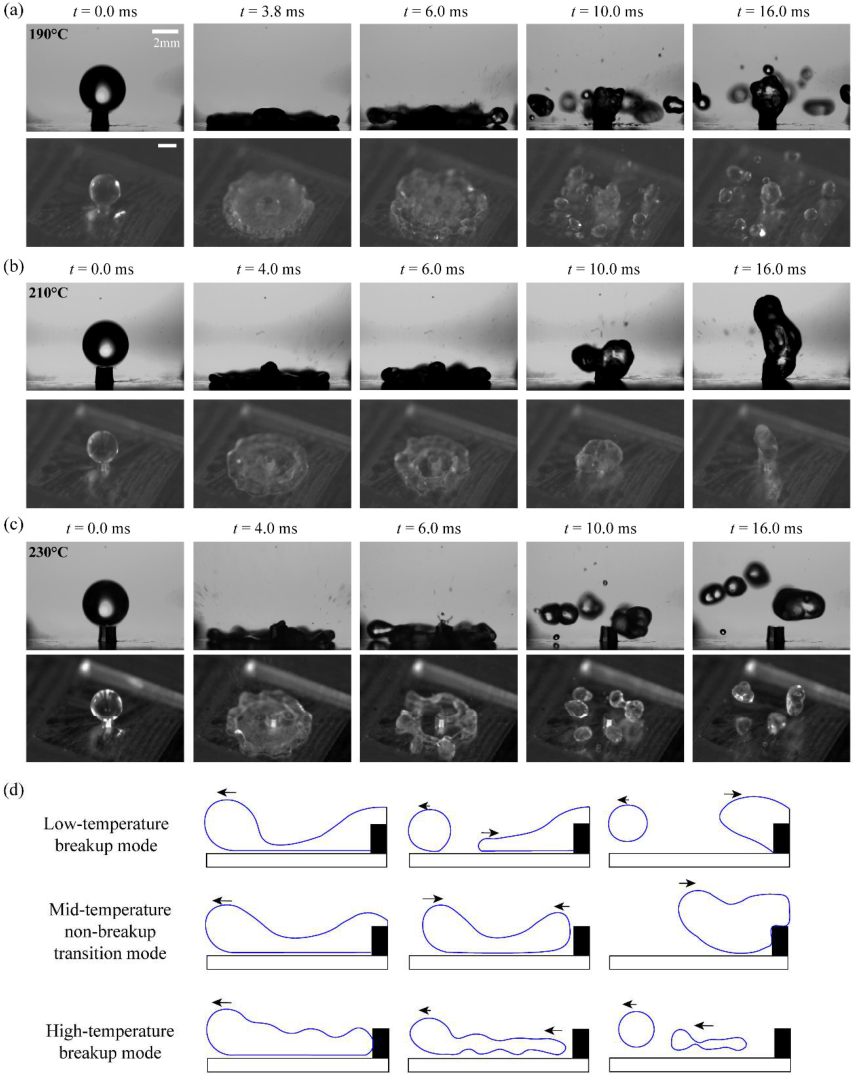 (a)
t = 0.0 ms
t = 3.8 ms
t = 6.0 ms
t = 10.0 ms
t = 16.0 ms
190°C
2mm
(b)
t = 0.0 ms
t = 4.0 ms
t = 6.0 ms
t = 10.0 ms
t = 16.0 ms
210°C
(c)
t = 0.0 ms
t = 4.0 ms
t = 6.0 ms
t = 10.0 ms
t = 16.0 ms
230°C
(d)
Low-temperature
breakup mode
Mid-temperature
non-breakup
transition mode
High-temperature
breakup mode